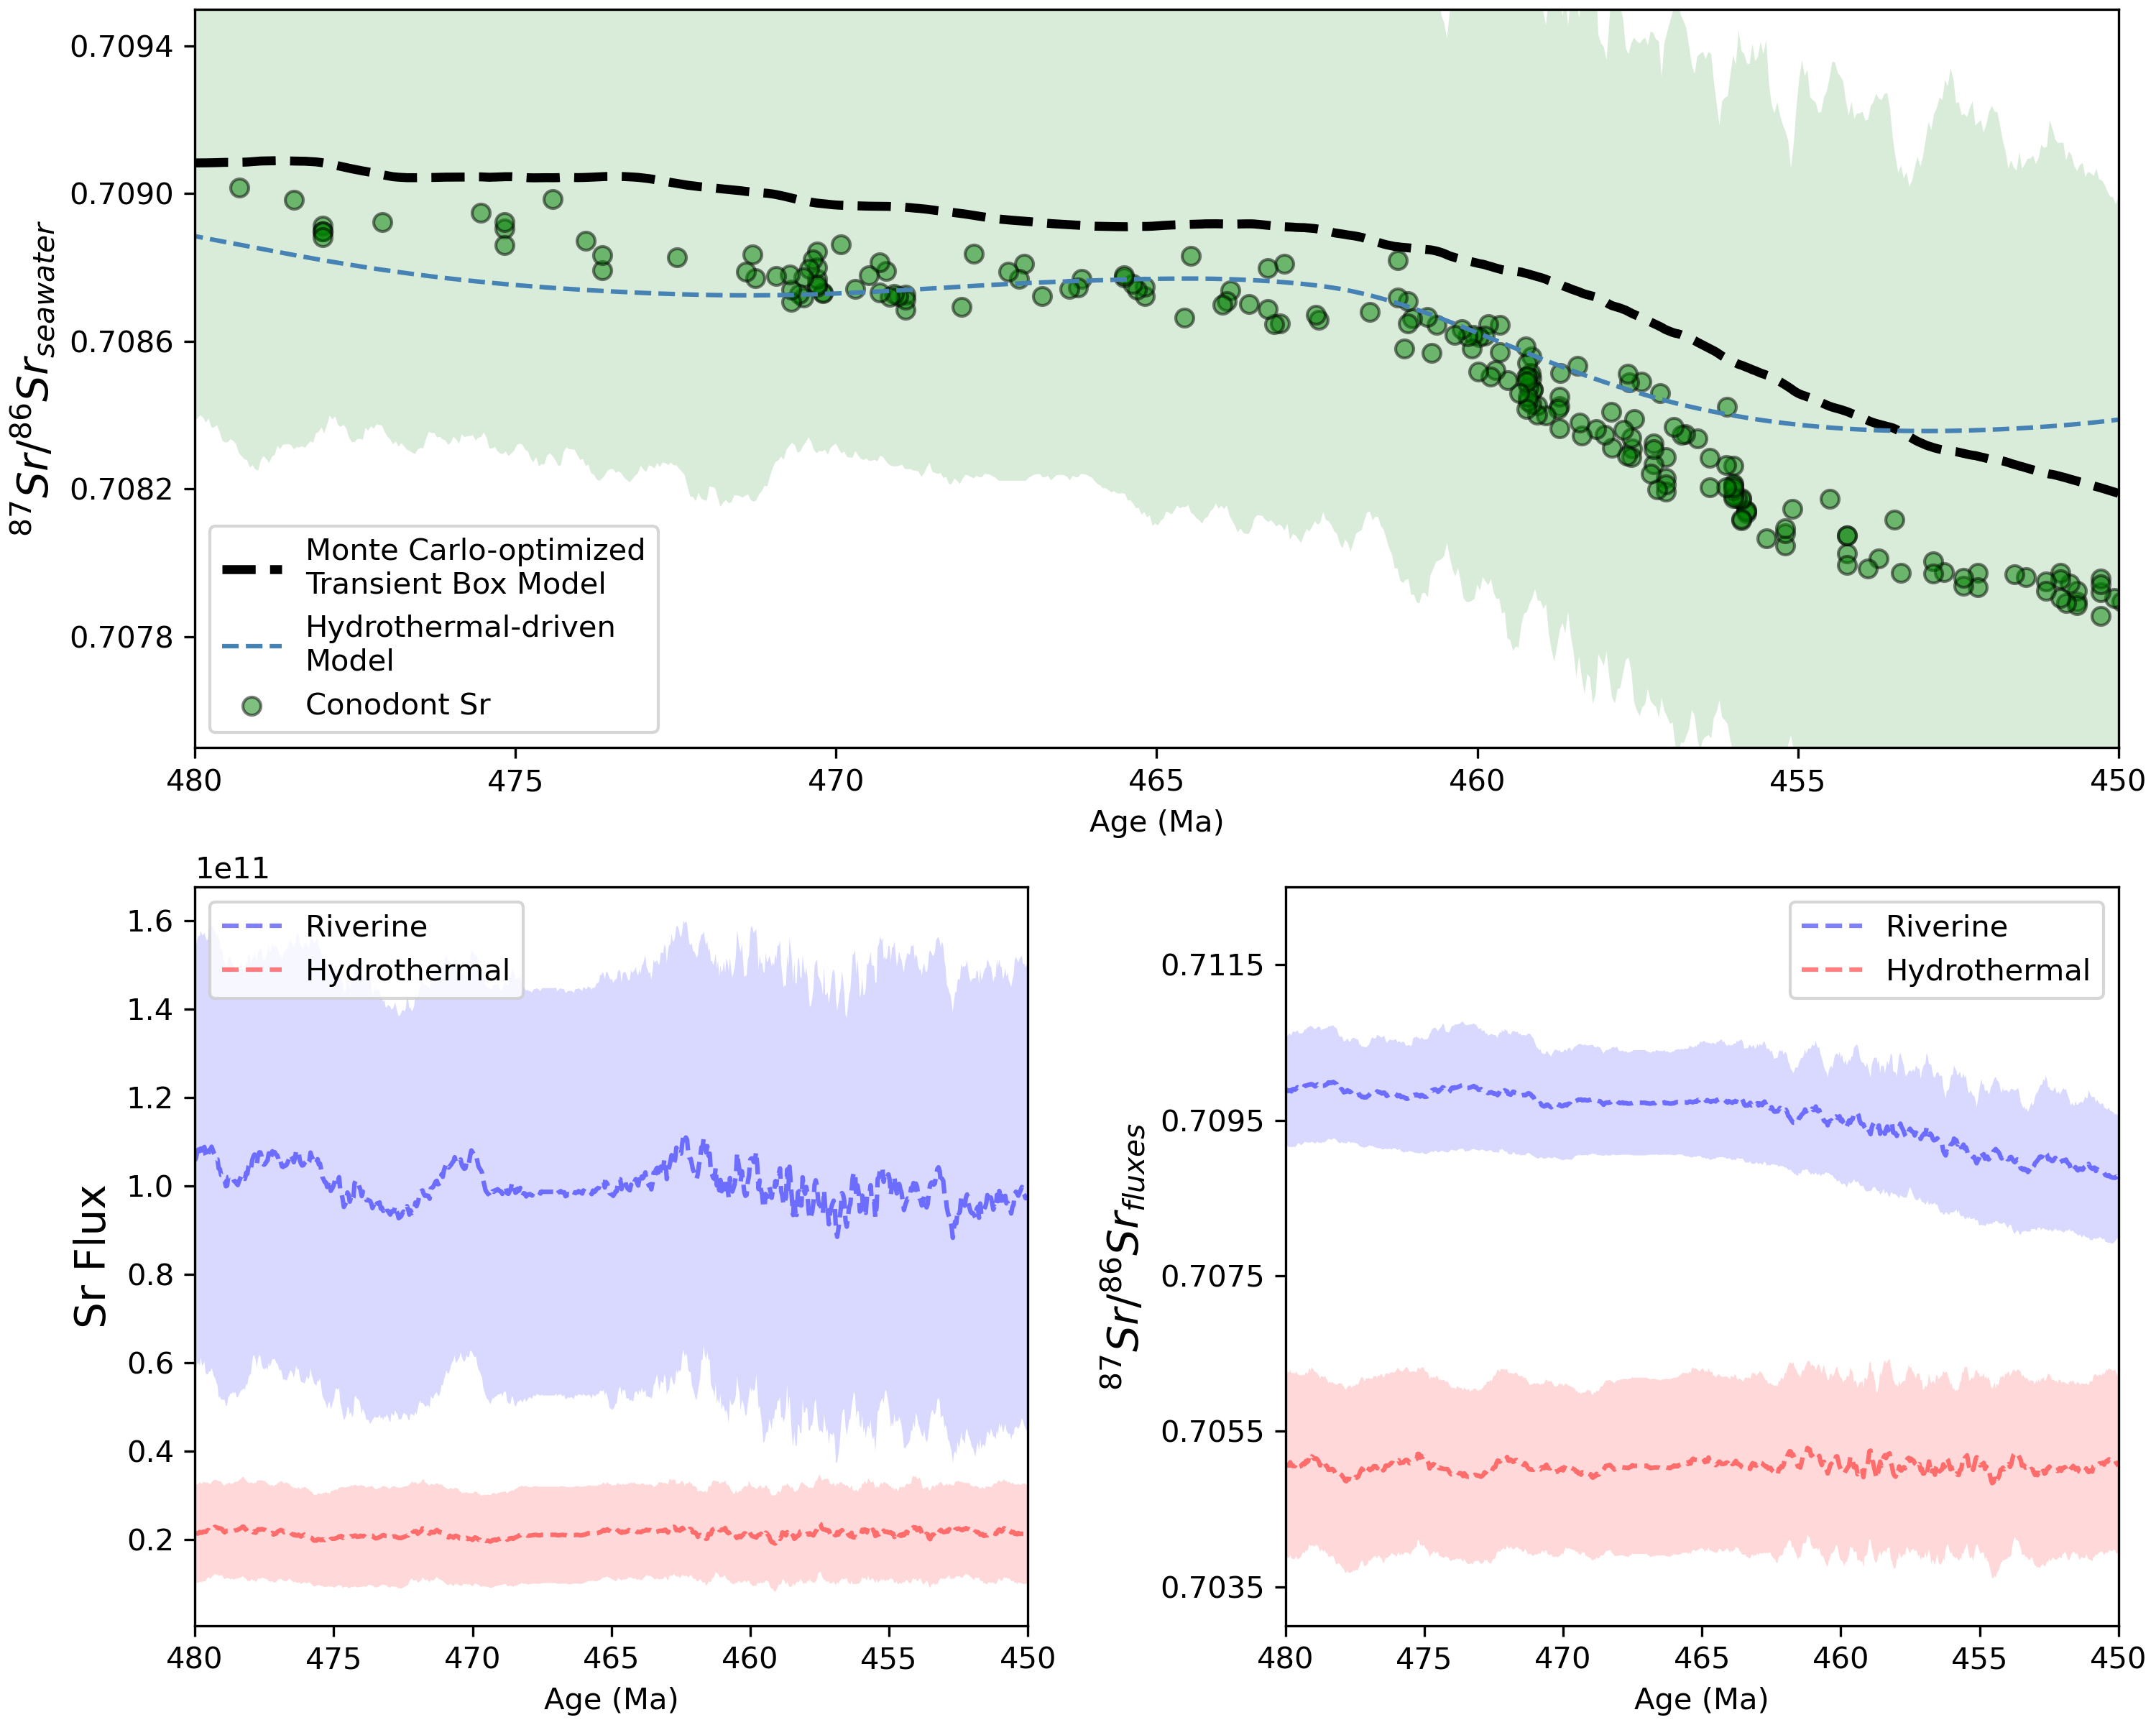 0.7094
0.7090
0.7086
0.7082
0.7078
⁸⁷Sr/⁸⁶Sr seawater
Monte Carlo-optimized
Transient Box Model
Hydrothermal-driven
Model
Conodont Sr
480 475 470 465 460 455 450
Age (Ma)
1e11
1.6
1.4
1.2
1.0
0.8
0.6
0.4
0.2
Sr Flux
Riverine
Hydrothermal
480 475 470 465 460 455 450
Age (Ma)
0.7115
0.7095
0.7075
0.7055
0.7035
⁸⁷Sr/⁸⁶Sr fluxes
Riverine
Hydrothermal
480 475 470 465 460 455 450
Age (Ma)